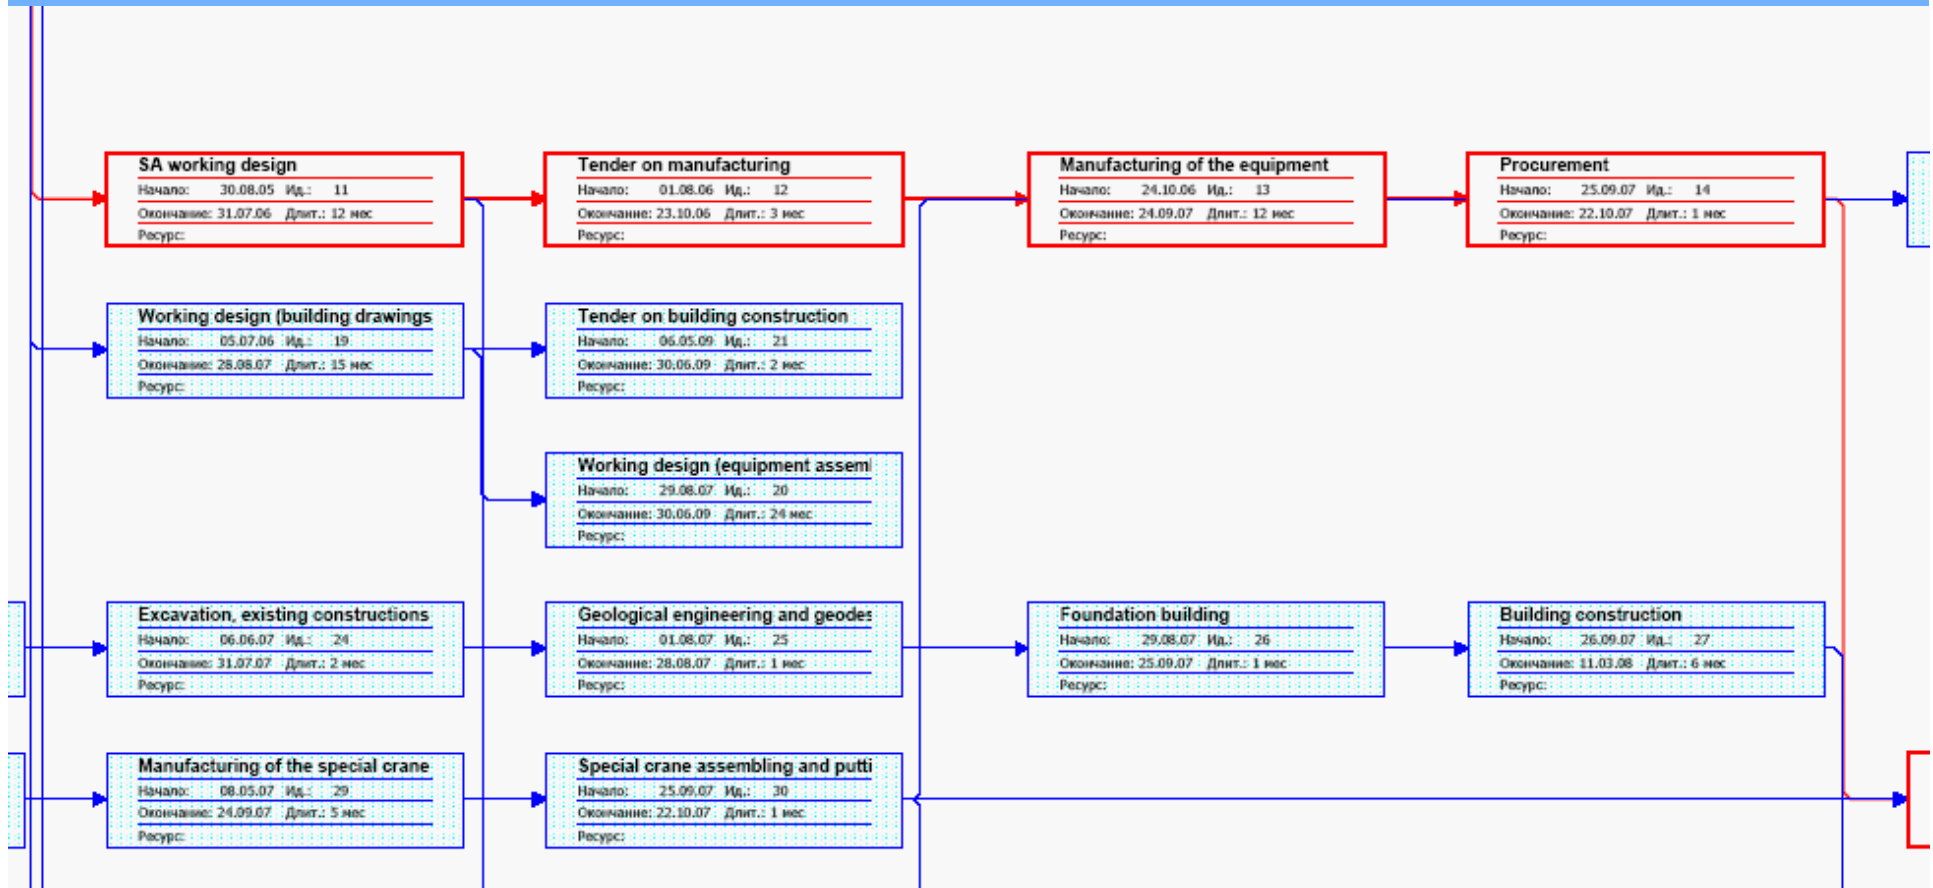 SA working design
Начало: 30.08.05 Ид.: 11
Окончание: 31.07.06 Длит.: 12 мес
Ресурс:
Tender on manufacturing
Начало: 01.08.06 Ид.: 12
Окончание: 23.10.06 Длит.: 3 мес
Ресурс:
Manufacturing of the equipment
Начало: 24.10.06 Ид.: 13
Окончание: 24.09.07 Длит.: 12 мес
Ресурс:
Procurement
Начало: 25.09.07 Ид.: 14
Окончание: 22.10.07 Длит.: 1 мес
Ресурс:
Working design (building drawings
Начало: 05.07.06 Ид.: 19
Окончание: 28.08.07 Длит.: 15 мес
Ресурс:
Tender on building construction
Начало: 06.05.09 Ид.: 21
Окончание: 30.06.09 Длит.: 2 мес
Ресурс:
Working design (equipment assem
Начало: 29.08.07 Ид.: 20
Окончание: 30.06.09 Длит.: 24 мес
Ресурс:
Excavation, existing constructions
Начало: 06.06.07 Ид.: 24
Окончание: 31.07.07 Длит.: 2 мес
Ресурс:
Geological engineering and geodes
Начало: 01.08.07 Ид.: 25
Окончание: 28.08.07 Длит.: 1 мес
Ресурс:
Foundation building
Начало: 29.08.07 Ид.: 26
Окончание: 25.09.07 Длит.: 1 мес
Ресурс:
Building construction
Начало: 26.09.07 Ид.: 27
Окончание: 11.03.08 Длит.: 6 мес
Ресурс:
Manufacturing of the special crane
Начало: 08.05.07 Ид.: 29
Окончание: 24.09.07 Длит.: 5 мес
Ресурс:
Special crane assembling and putti
Начало: 25.09.07 Ид.: 30
Окончание: 22.10.07 Длит.: 1 мес
Ресурс: